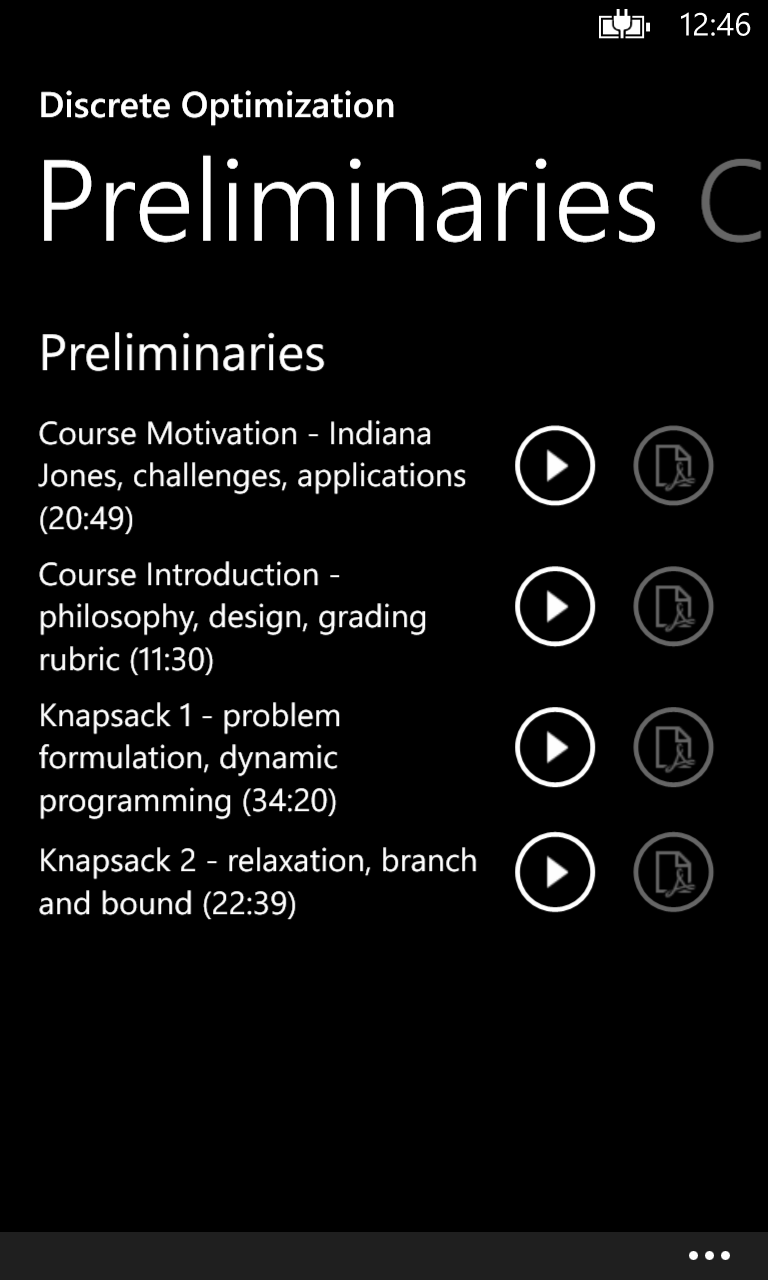 12:46
Discrete Optimization
Preliminaries C
Preliminaries
Course Motivation - Indiana
Jones, challenges, applications
(20:49)
Course Introduction -
philosophy, design, grading
rubric (11:30)
Knapsack 1 - problem
formulation, dynamic
programming (34:20)
Knapsack 2 - relaxation, branch
and bound (22:39)